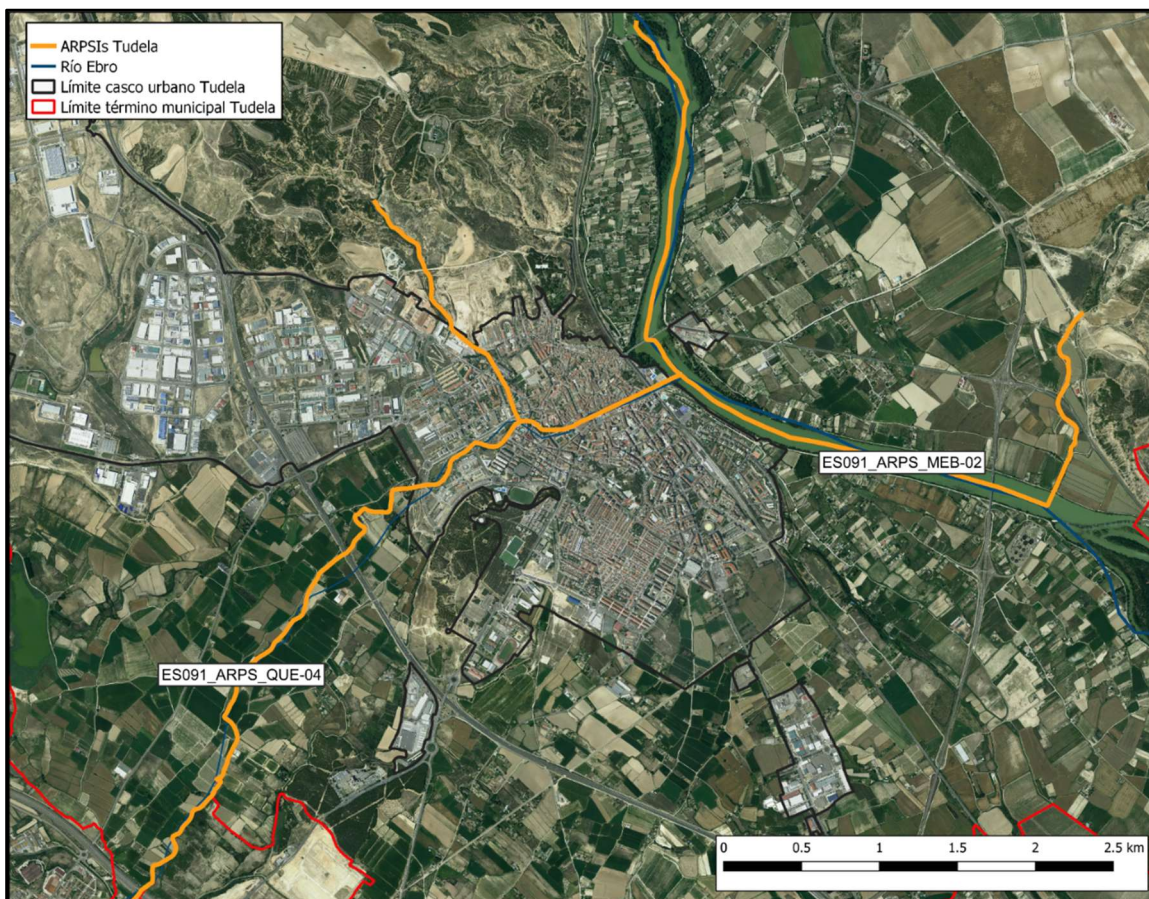 ARPSIs Tudela
Río Ebro
Límite casco urbano Tudela
Límite término municipal Tudela
ES091_ARPS_MEB-02
ES091_ARPS_QUE-04
0 0.5 1 1.5 2 2.5 km